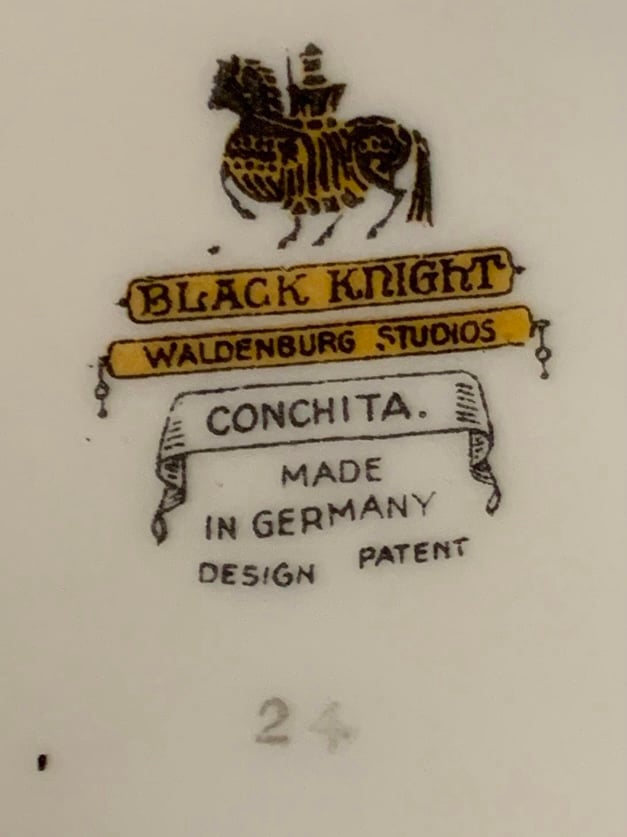 BLACK KNIGHT
WALDENBURG STUDIOS
CONCHITA.
MADE
IN GERMANY
DESIGN PATENT
24